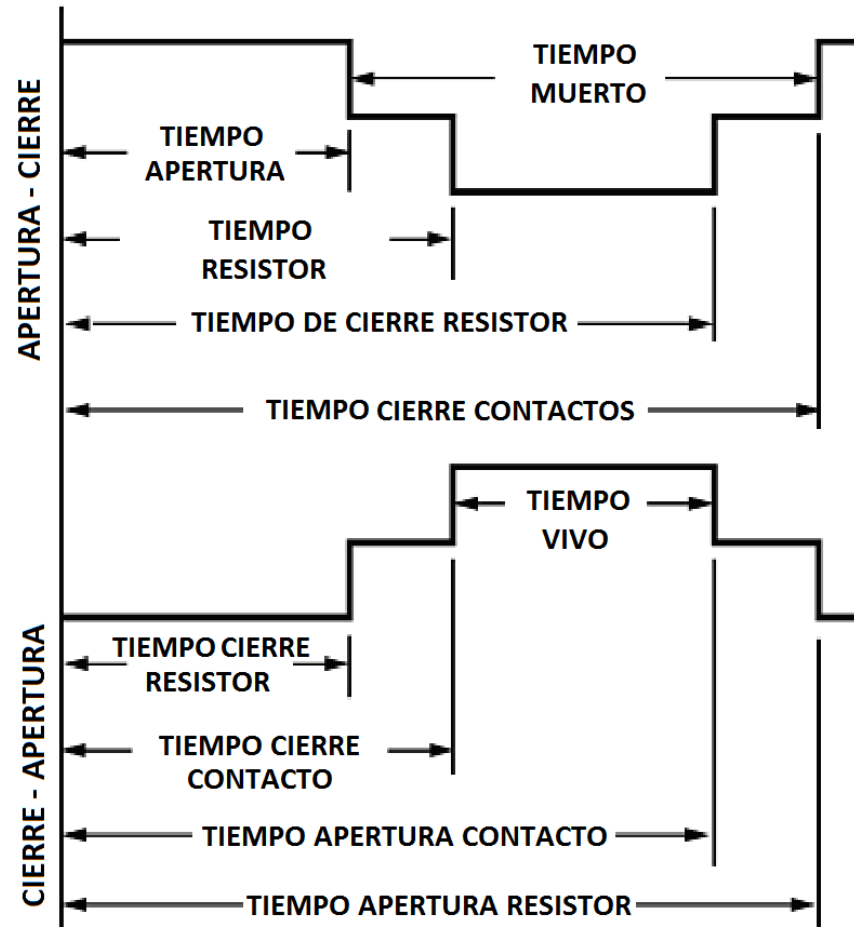 APERTURA - CIERRE
TIEMPO
MUERTO
TIEMPO
APERTURA
TIEMPO
RESISTOR
TIEMPO DE CIERRE RESISTOR
TIEMPO CIERRE CONTACTOS
CIERRE - APERTURA
TIEMPO
VIVO
TIEMPO CIERRE
RESISTOR
TIEMPO CIERRE
CONTACTO
TIEMPO APERTURA CONTACTO
TIEMPO APERTURA RESISTOR